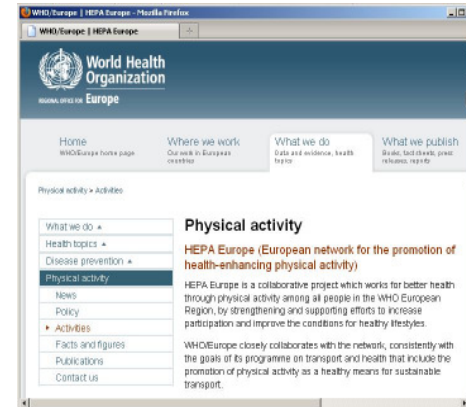 WHO/Europe | HEPA Europe - Mozilla Firefox
WHO/Europe | HEPA Europe
World Health
Organization
REGIONAL OFFICE FOR Europe
Home
WHO/Europe home page
Where we work
Our work in European
countries
What we do
Data and evidence, health
topics
What we publish
Books, fact sheets, press
releases, reports
Physical activity > Activities
What we do
Health topics
Disease prevention
Physical activity
News
Policy
Activities
Facts and figures
Publications
Contact us
Physical activity
HEPA Europe (European network for the promotion of
health-enhancing physical activity)
HEPA Europe is a collaborative project which works for better health
through physical activity among all people in the WHO European
Region, by strengthening and supporting efforts to increase
participation and improve the conditions for healthy lifestyles.
WHO/Europe closely collaborates with the network, consistently with
the goals of its programme on transport and health that include the
promotion of physical activity as a healthy means for sustainable
transport.